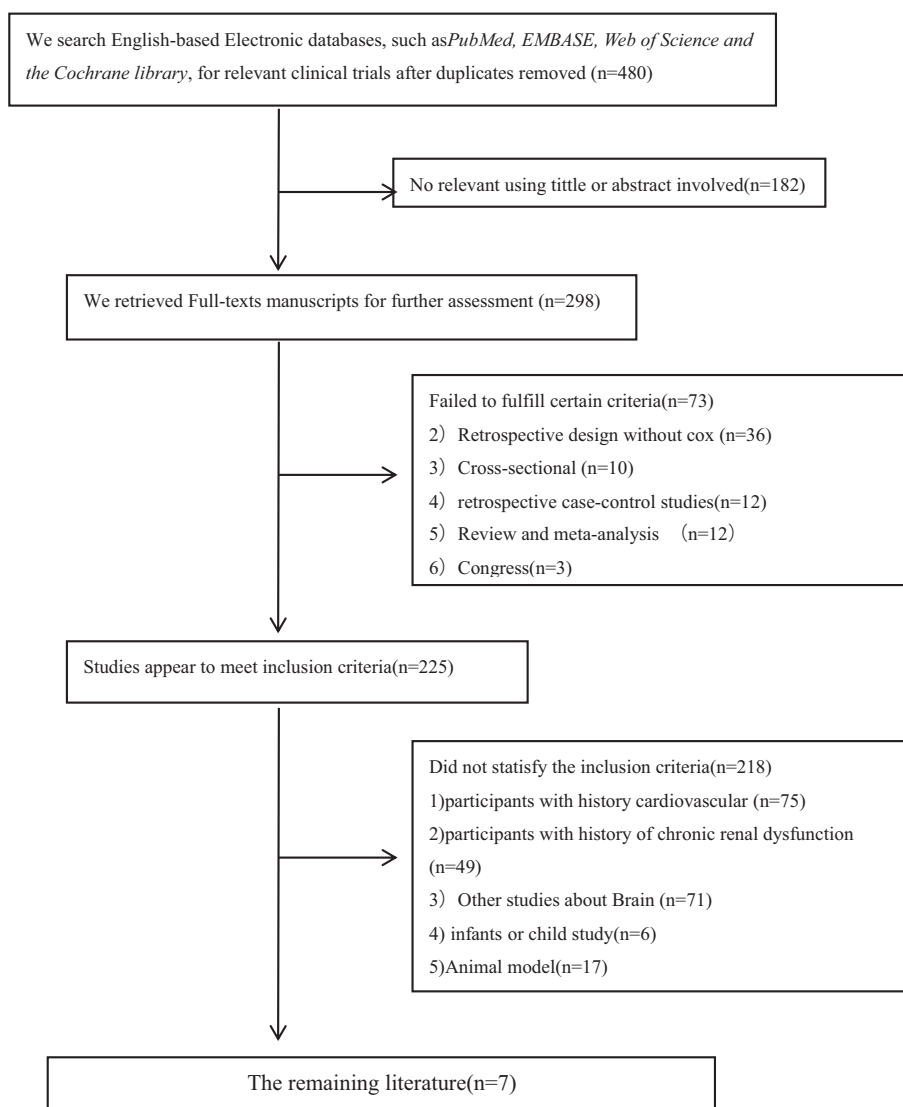 We search English-based Electronic databases, such asPubMed, EMBASE, Web of Science and
the Cochrane library, for relevant clinical trials after duplicates removed (n=480)
No relevant using tittle or abstract involved(n=182)
We retrieved Full-texts manuscripts for further assessment (n=298)
Failed to fulfill certain criteria(n=73)
2）Retrospective design without cox (n=36)
3）Cross-sectional (n=10)
4）retrospective case-control studies(n=12)
5）Review and meta-analysis （n=12）
6）Congress(n=3)
Studies appear to meet inclusion criteria(n=225)
Did not statisfy the inclusion criteria(n=218)
1)participants with history cardiovascular (n=75)
2)participants with history of chronic renal dysfunction
(n=49)
3）Other studies about Brain (n=71)
4) infants or child study(n=6)
5)Animal model(n=17)
The remaining literature(n=7)